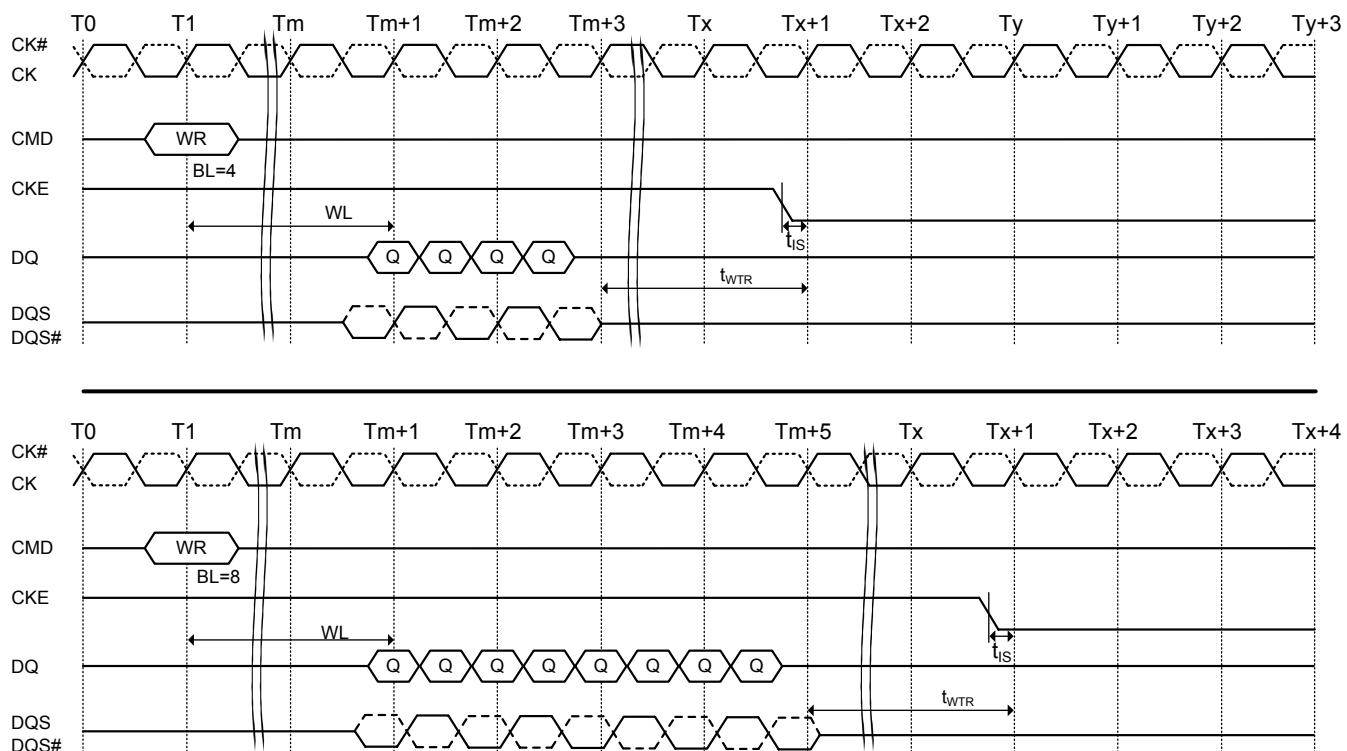 T0 T1 Tm Tm+1 Tm+2 Tm+3 Tx Tx+1 Tx+2 Ty Ty+1 Ty+2 Ty+3
CK#
CK
CMD WR
BL=4
CKE
WL
tIS
DQ Q Q Q Q
tWTR
DQS
DQS#
T0 T1 Tm Tm+1 Tm+2 Tm+3 Tm+4 Tm+5 Tx Tx+1 Tx+2 Tx+3 Tx+4
CK#
CK
CMD WR
BL=8
CKE
WL
tIS
DQ Q Q Q Q Q Q Q Q
tWTR
DQS
DQS#